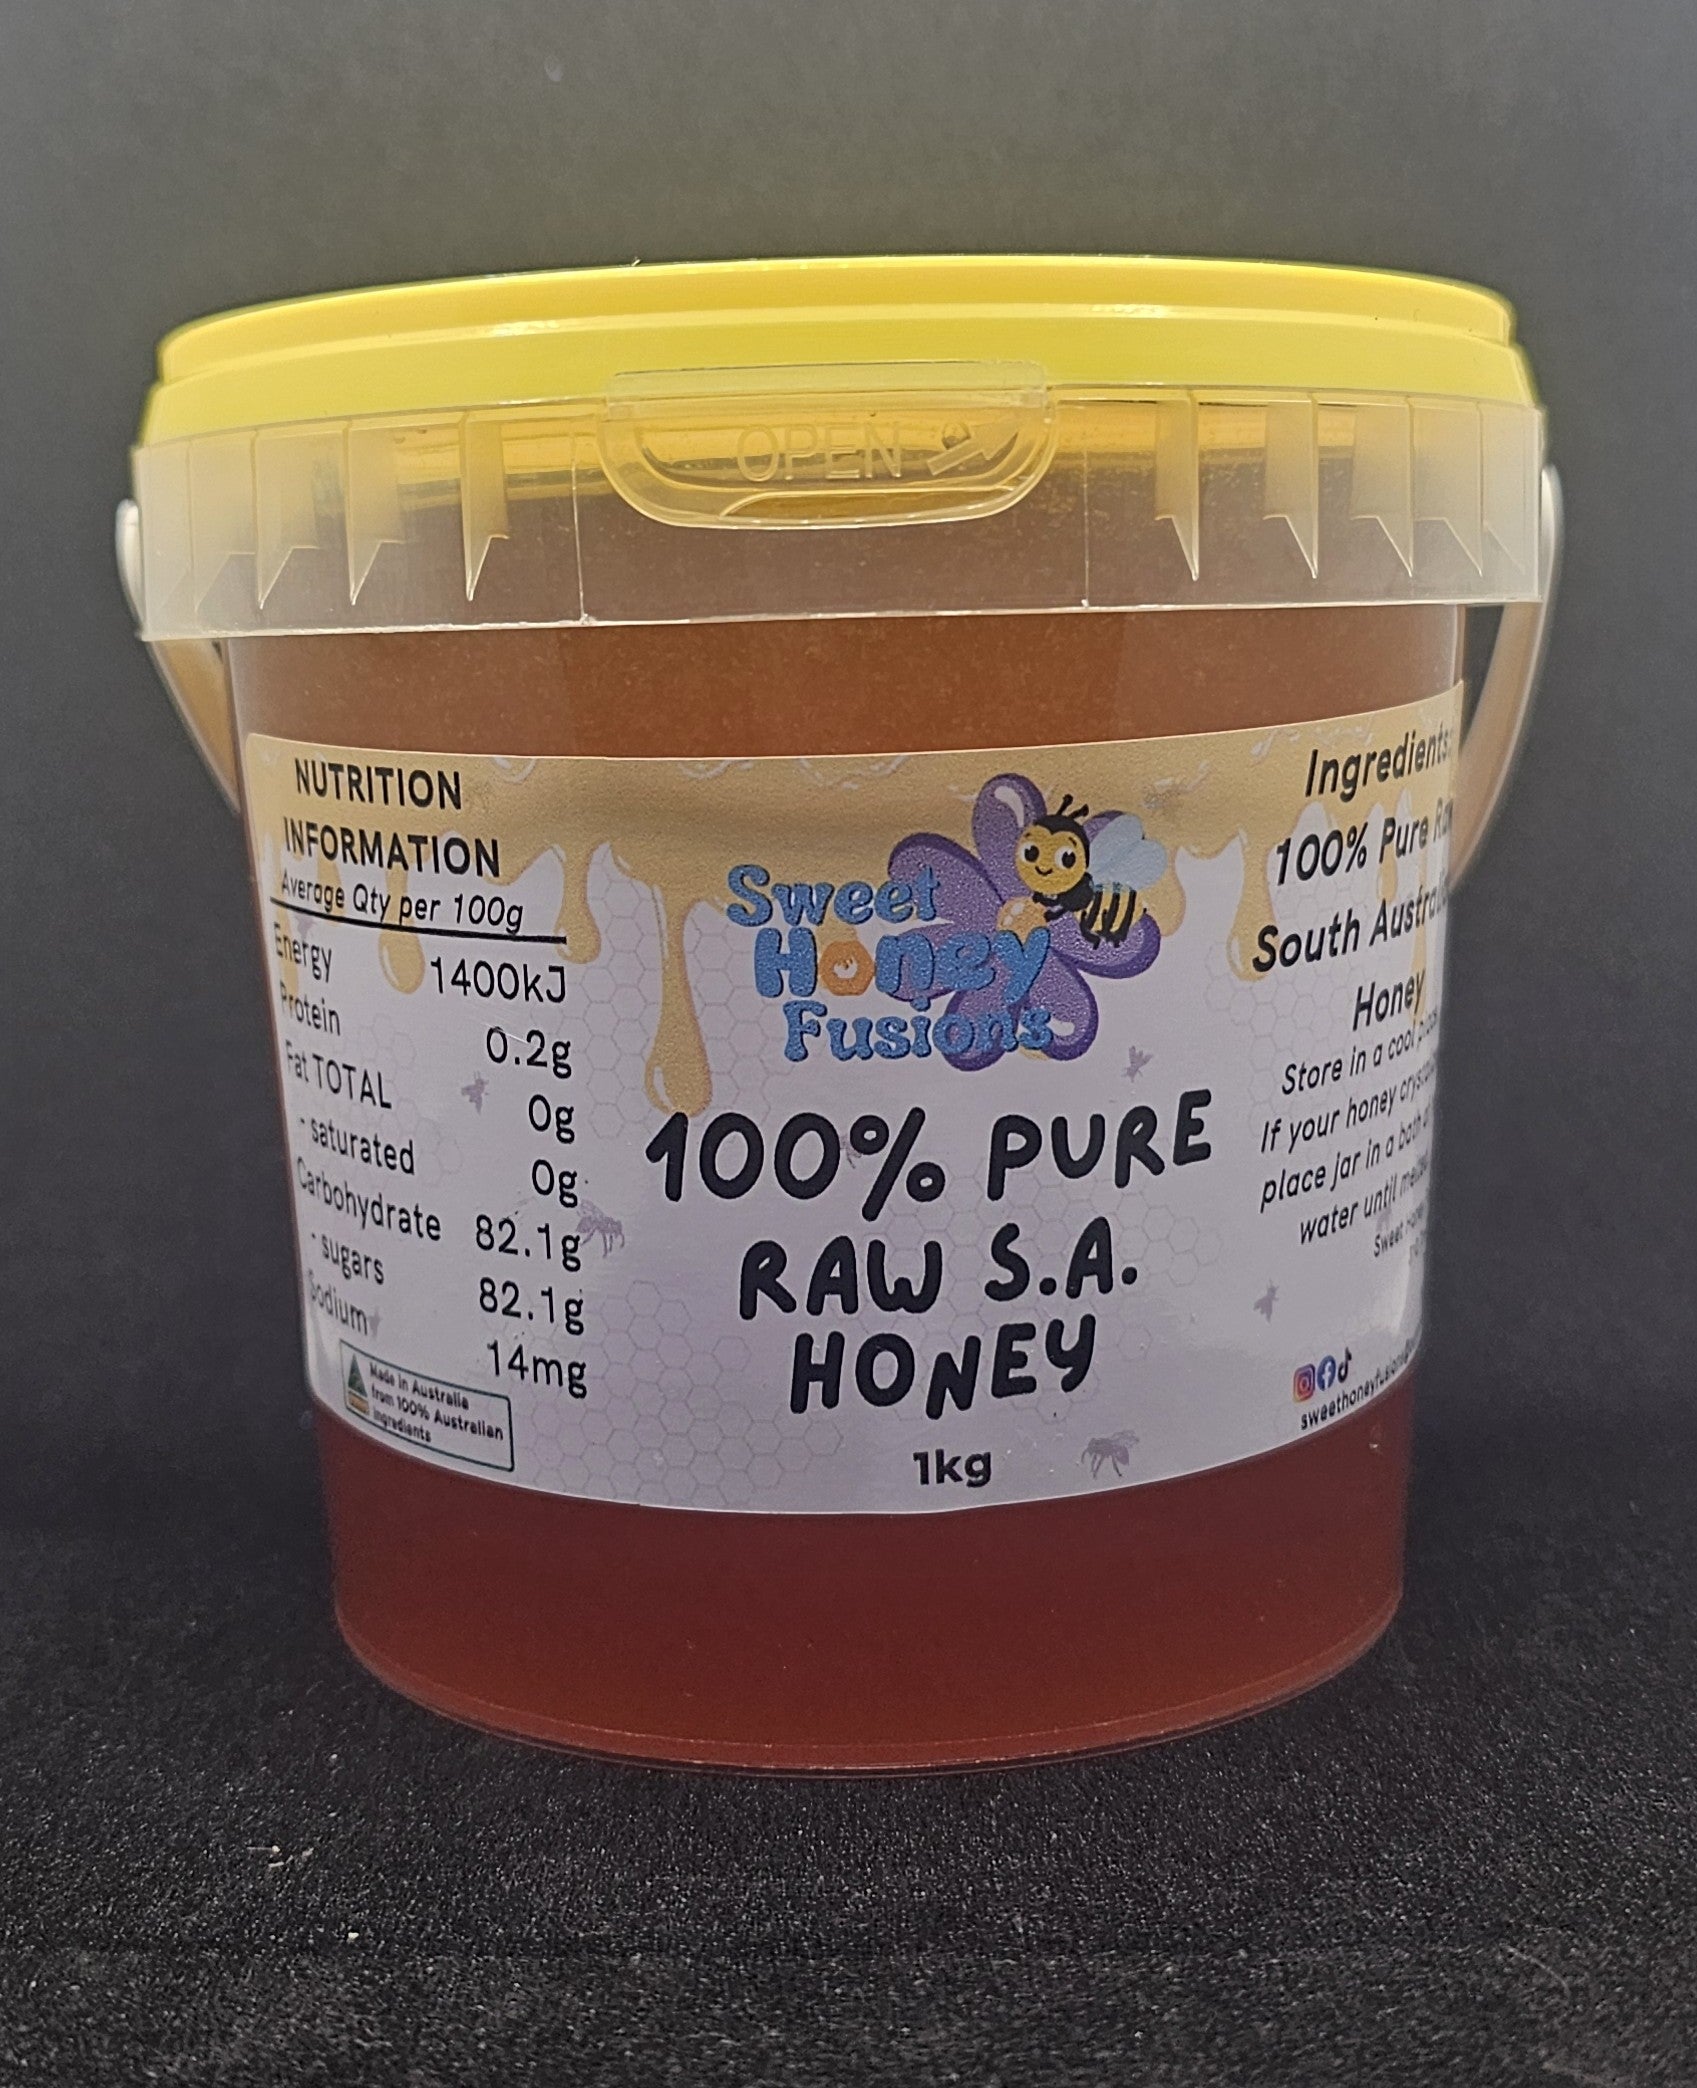 OPEN
NUTRITION
INFORMATION
Average Qty per 100g
Energy 1400kJ
Protein 0.2g
Fat TOTAL 0g
- saturated 0g
Carbohydrate 82.1g
- sugars 82.1g
Sodium 14mg
Made in Australia
from 100% Australian
ingredients
Sweet
Honey
Fusions
100% PURE
RAW S.A.
HONEY
1kg
Ingredients:
100% Pure Raw
South
Honey
Store in a cool
If your honey
place jar in a
water until
Sweet